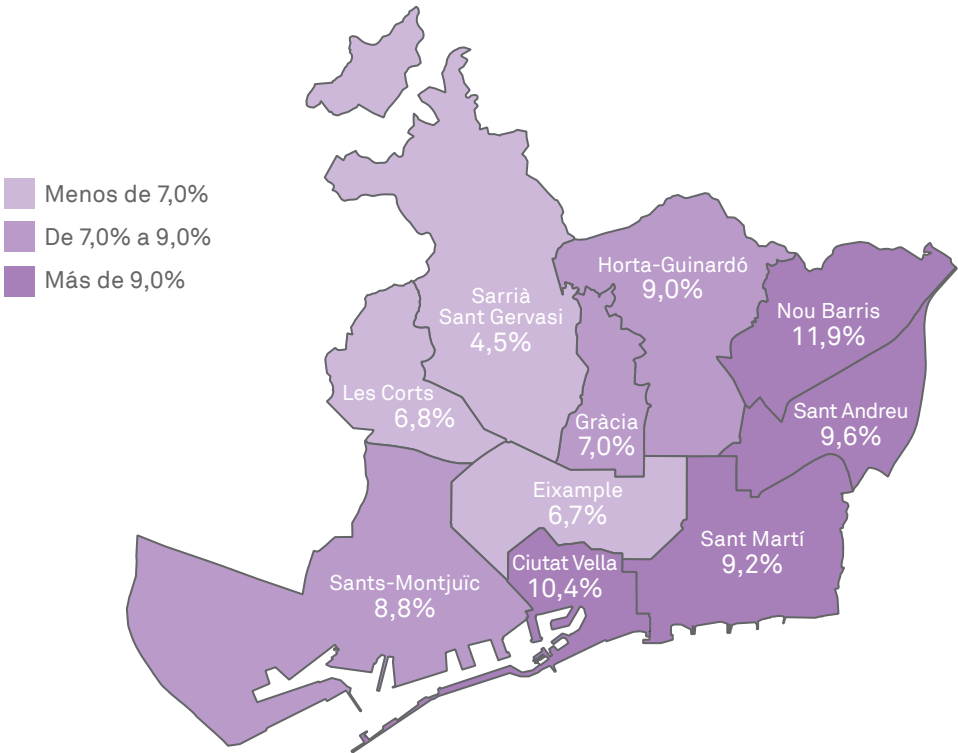 Menos de 7,0%
De 7,0% a 9,0%
Más de 9,0%
Horta-Guinardó
9,0%
Sarrià
Sant Gervasi
4,5%
Nou Barris
11,9%
Les Corts
6,8%
Gràcia
7,0%
Sant Andreu
9,6%
Eixample
6,7%
Sant Martí
9,2%
Ciutat Vella
10,4%
Sants-Montjuïc
8,8%